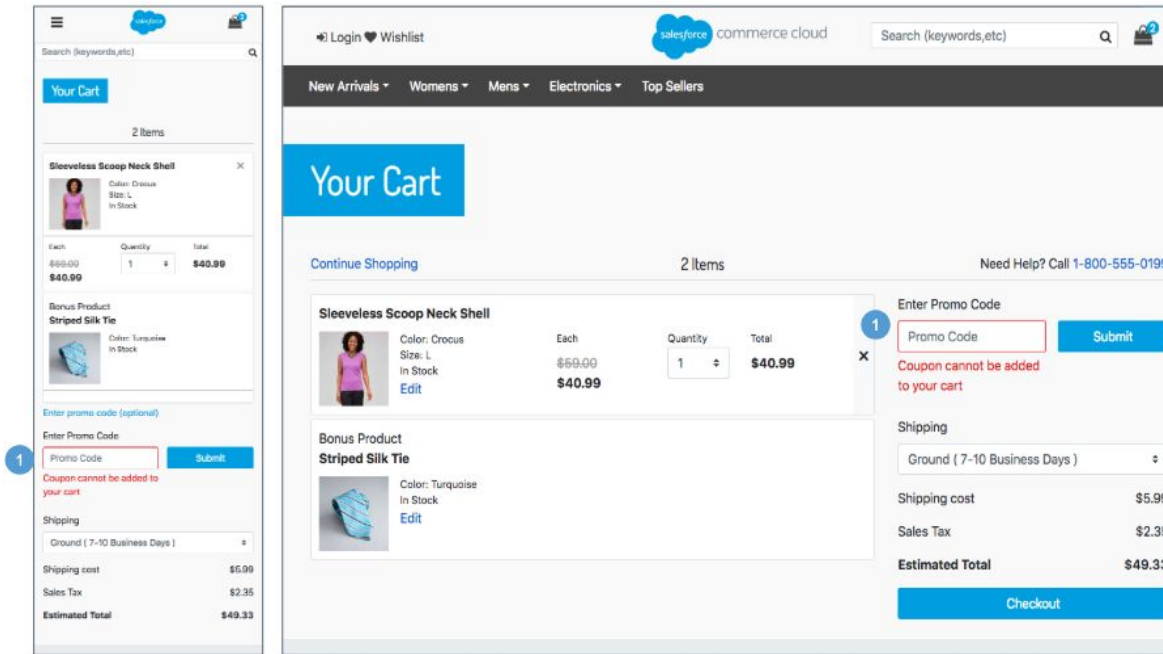 salesforce
2
Search (keywords,etc)
Your Cart
2 Items
Sleeveless Scoop Neck Shell ×
Color: Crocus
Size: L
In Stock
Each Quantity Total
$59.00 1 $40.99
$40.99
Bonus Product
Striped Silk Tie
Color: Turquoise
In Stock
Enter promo code (optional)
Enter Promo Code
1 Promo Code Submit
Coupon cannot be added to
your cart
Shipping
Ground ( 7-10 Business Days )
Shipping cost $5.99
Sales Tax $2.35
Estimated Total $49.33
Login Wishlist
salesforce commerce cloud
Search (keywords,etc)
2
New Arrivals Womens Mens Electronics Top Sellers
Your Cart
Continue Shopping 2 Items Need Help? Call 1-800-555-0199
Sleeveless Scoop Neck Shell
Color: Crocus Each Quantity Total
Size: L $59.00 1 $40.99 ×
In Stock $40.99
Edit
Bonus Product
Striped Silk Tie
Color: Turquoise
In Stock
Edit
Enter Promo Code
1 Promo Code Submit
Coupon cannot be added
to your cart
Shipping
Ground ( 7-10 Business Days )
Shipping cost $5.99
Sales Tax $2.35
Estimated Total $49.33
Checkout